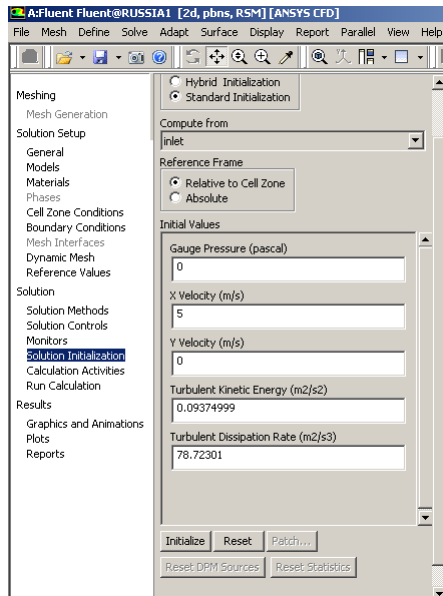 A:Fluent Fluent@RUSSIA1 [2d, pbns, RSM] [ANSYS CFD]
File Mesh Define Solve Adapt Surface Display Report Parallel View Help
Meshing
Mesh Generation
Solution Setup
General
Models
Materials
Phases
Cell Zone Conditions
Boundary Conditions
Mesh Interfaces
Dynamic Mesh
Reference Values
Solution
Solution Methods
Solution Controls
Monitors
Solution Initialization
Calculation Activities
Run Calculation
Results
Graphics and Animations
Plots
Reports
Hybrid Initialization
Standard Initialization
Compute from
inlet
Reference Frame
Relative to Cell Zone
Absolute
Initial Values
Gauge Pressure (pascal)
0
X Velocity (m/s)
5
Y Velocity (m/s)
0
Turbulent Kinetic Energy (m2/s2)
0.09374999
Turbulent Dissipation Rate (m2/s3)
78.72301
Initialize Reset Patch...
Reset DPM Sources Reset Statistics